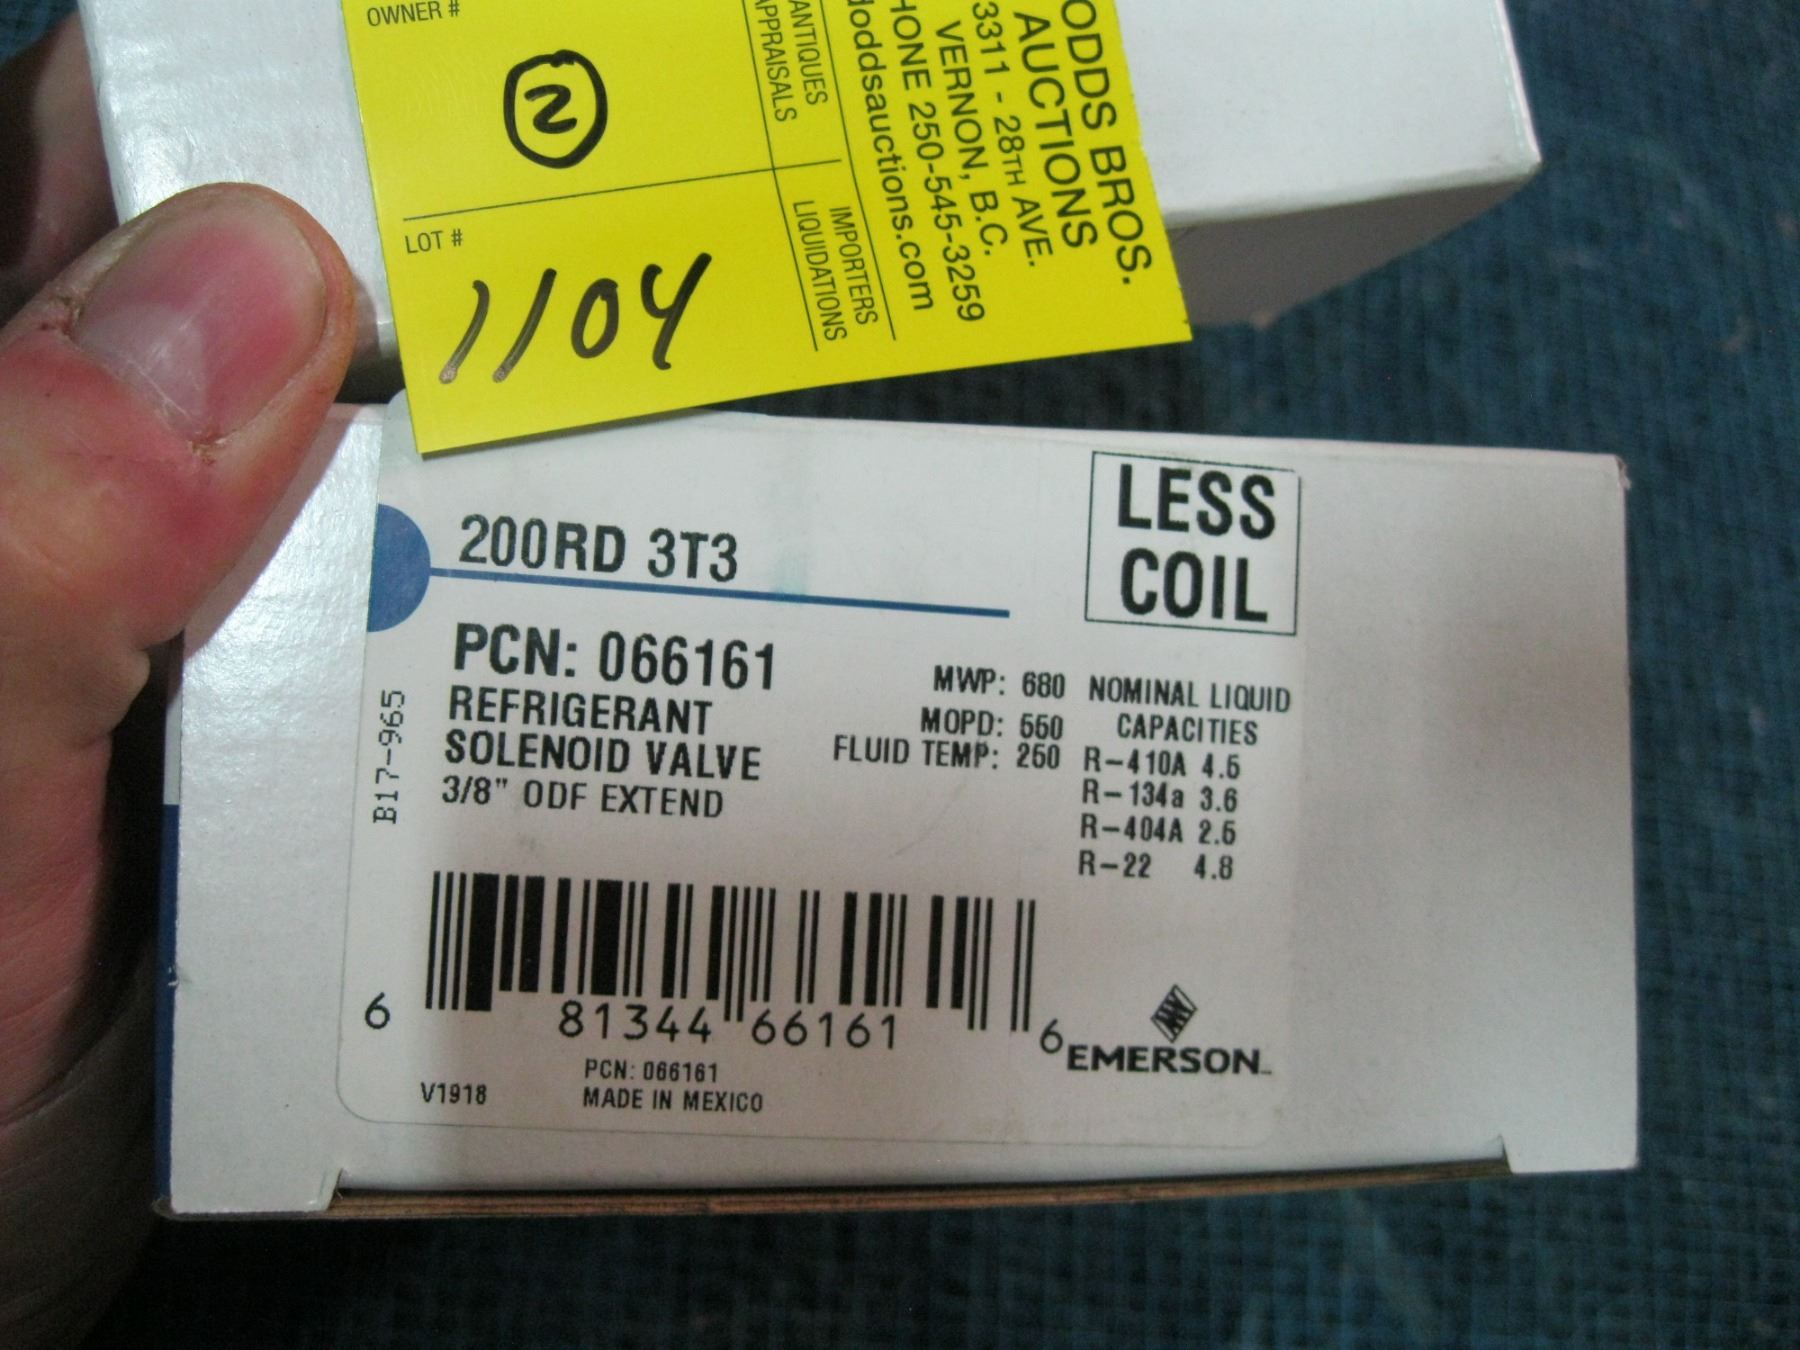 OWNER #
N
LOT #
1104
ANTIQUES
APPRAISALS
IMPORTERS
LIQUIDATIONS
ODDS BROS.
AUCTIONS
3311 - 28TH AVE.
VERNON, B.C.
HONE 250-545-3259
doddsauctions.com
200RD 3T3
LESS
COIL
PCN: 066161
REFRIGERANT
SOLENOID VALVE
3/8" ODF EXTEND
B17-965
MWP: 680
MOPD: 550
FLUID TEMP: 250
NOMINAL LIQUID
CAPACITIES
R-410A 4.5
R-134a 3.6
R-404A 2.5
R-22 4.8
6 81344 66161 6
PCN: 066161
V1918 MADE IN MEXICO
EMERSON™